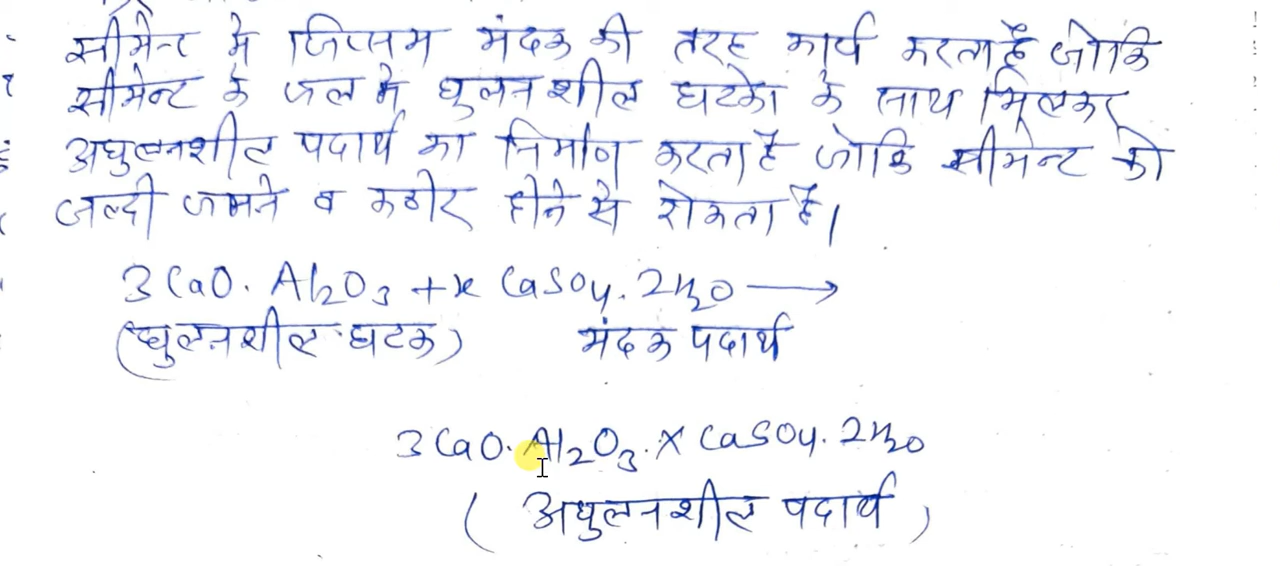 सीमेन्ट मे जिप्सम मंदक की तरह कार्य करता है जोकि
सीमेन्ट के जल मे घुलनशील घटको के साथ मिलकर
अघुलनशील पदार्थ का निर्माण करता है जोकि सीमेन्ट को
जल्दी जमने व कठोर होने से रोकता है।
3CaO. Al2O3 + x CaSO4. 2H2O ⟶
(घुलनशील घटक) मंदक पदार्थ
3CaO. Al2O3. x CaSO4. 2H2O
( अघुलनशील पदार्थ )